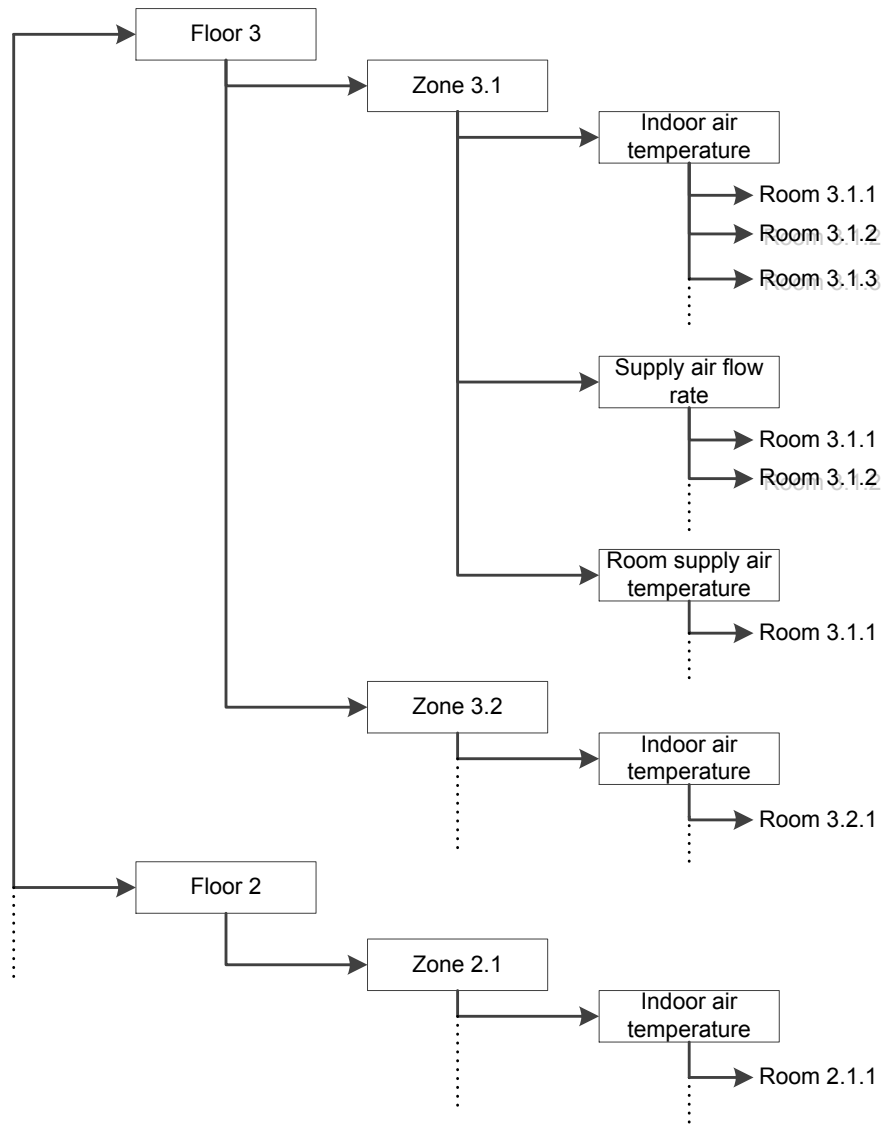 Floor 3
Zone 3.1
Indoor air
temperature
Room 3.1.1
Room 3.1.2
Room 3.1.3
Supply air flow
rate
Room 3.1.1
Room 3.1.2
Room supply air
temperature
Room 3.1.1
Zone 3.2
Indoor air
temperature
Room 3.2.1
Floor 2
Zone 2.1
Indoor air
temperature
Room 2.1.1